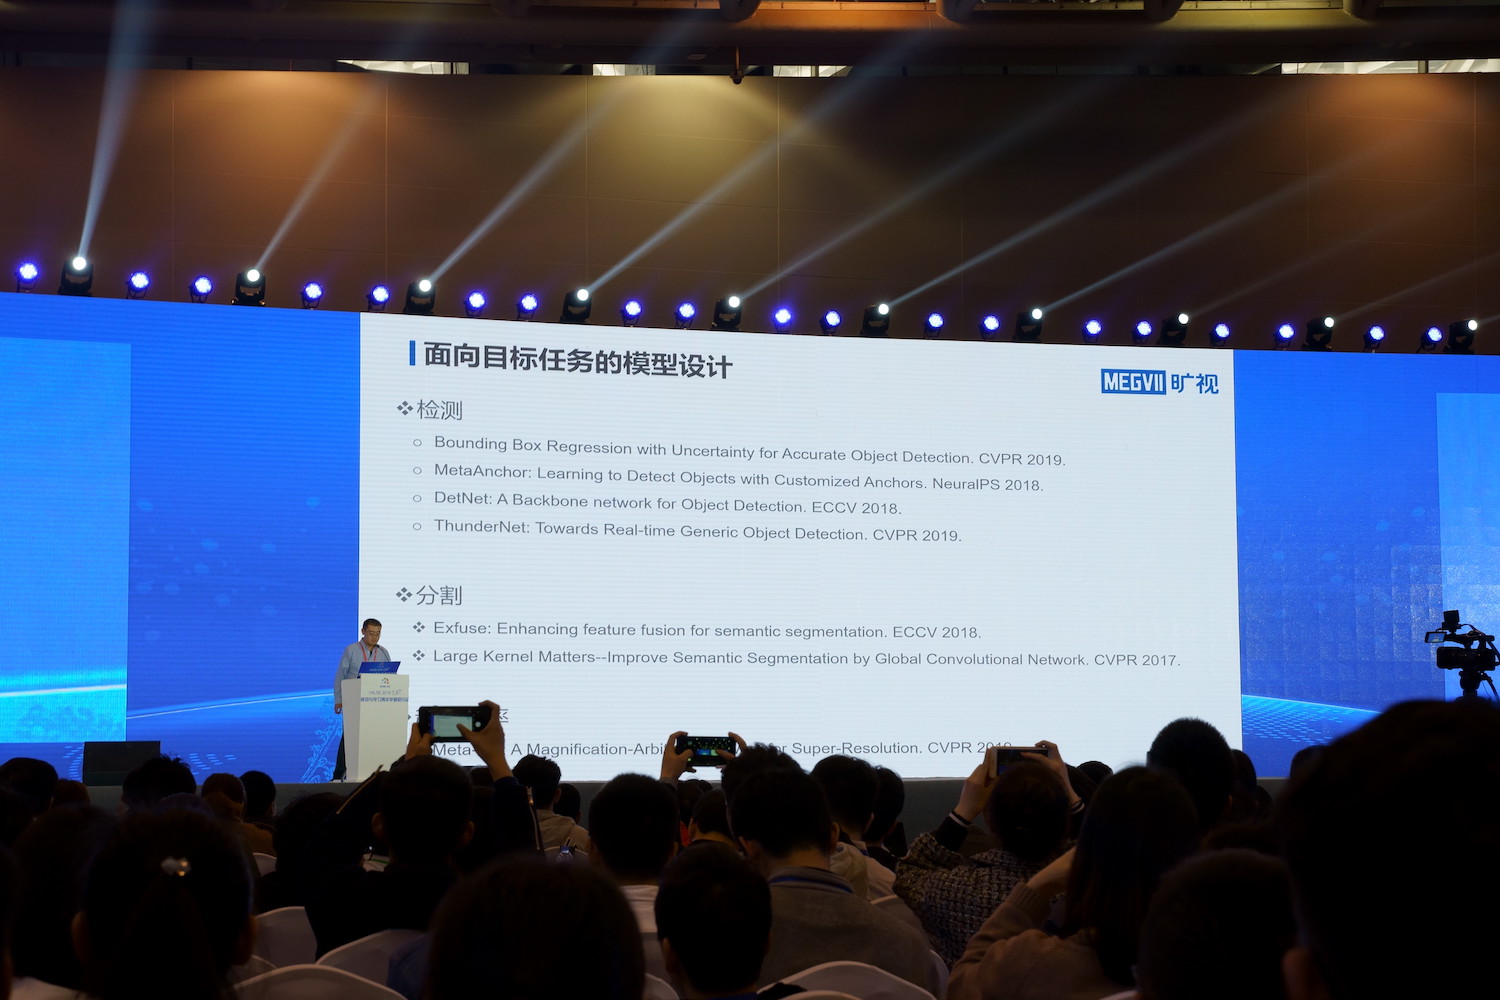 面向目标任务的模型设计
MEGVII 旷视
❖检测
○ Bounding Box Regression with Uncertainty for Accurate Object Detection. CVPR 2019.
○ MetaAnchor: Learning to Detect Objects with Customized Anchors. NeuralPS 2018.
○ DetNet: A Backbone network for Object Detection. ECCV 2018.
○ ThunderNet: Towards Real-time Generic Object Detection. CVPR 2019.
❖分割
❖ Exfuse: Enhancing feature fusion for semantic segmentation. ECCV 2018.
❖ Large Kernel Matters--Improve Semantic Segmentation by Global Convolutional Network. CVPR 2017.
率
Meta- A Magnification-Arbi Super-Resolution. CVPR